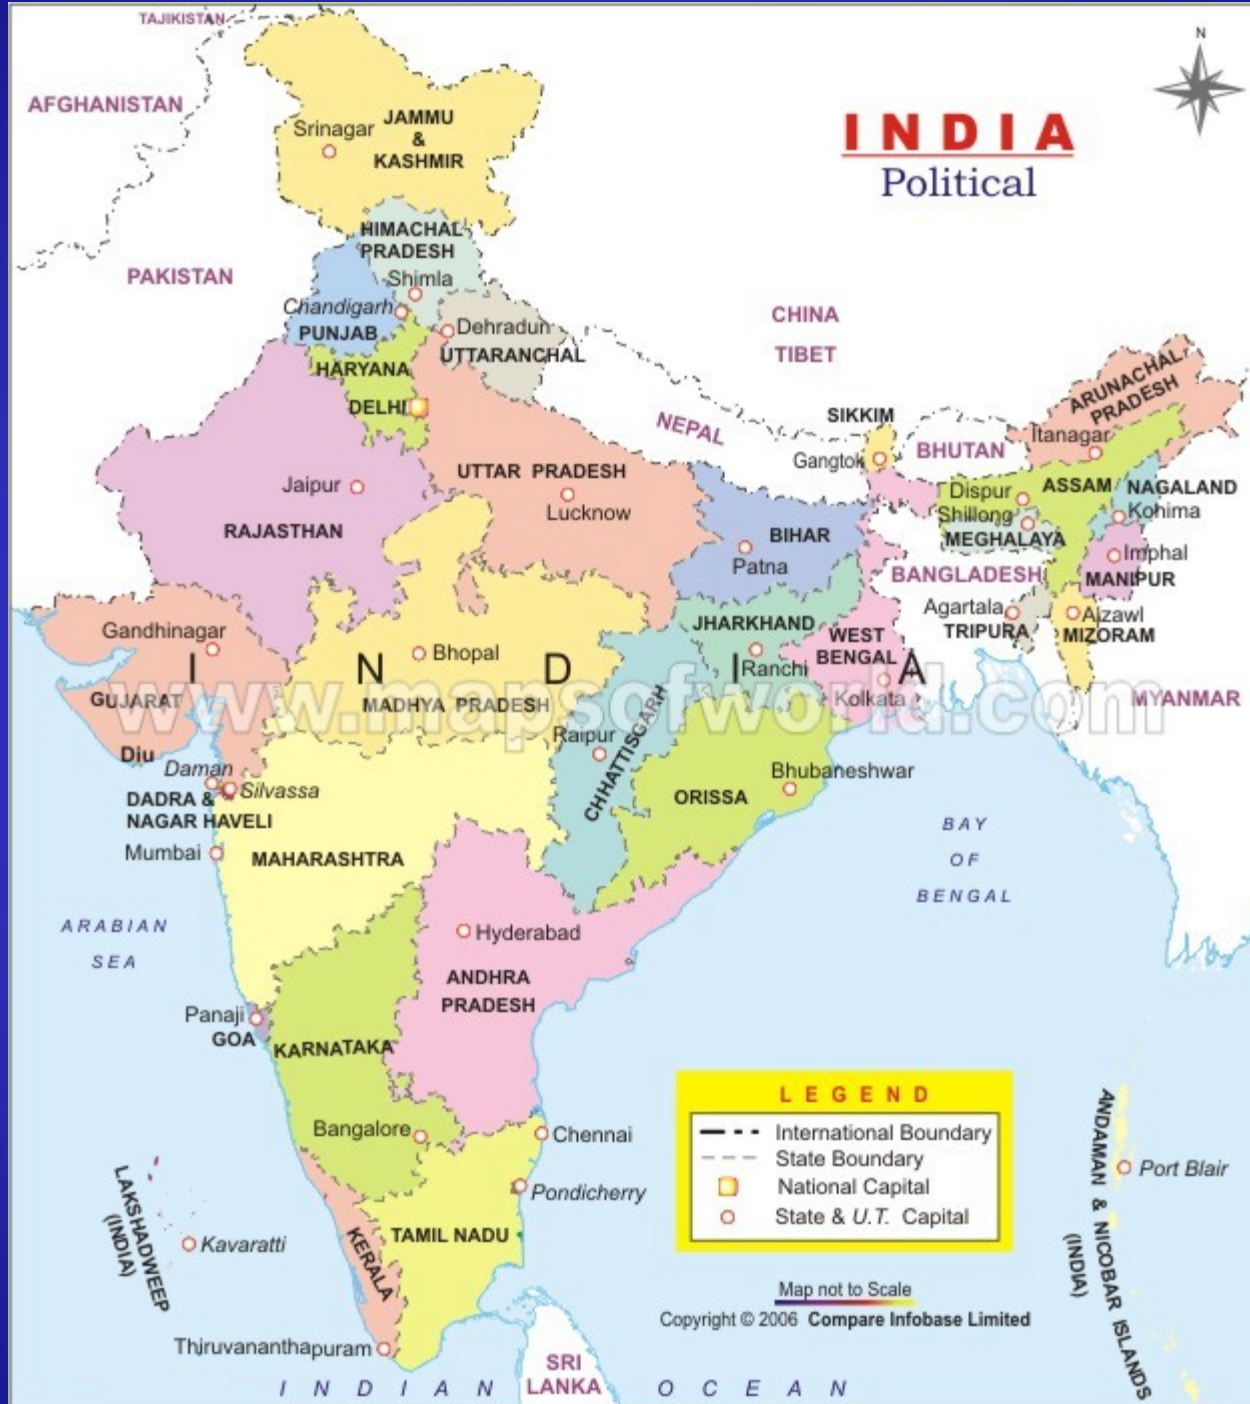 TAJIKISTAN
N
AFGHANISTAN
JAMMU
&
KASHMIR
Srinagar
INDIA
Political
HIMACHAL
PRADESH
PAKISTAN
Shimla
Chandigarh
PUNJAB
CHINA
TIBET
Dehradun
UTTARANCHAL
HARYANA
DELHI
ARUNACHAL
PRADESH
SIKKIM
NEPAL
Itanagar
Gangtok
BHUTAN
UTTAR PRADESH
Jaipur
Lucknow
RAJASTHAN
Dispur
ASSAM
NAGALAND
Shillong
Kohima
MEGHALAYA
BIHAR
Patna
Imphal
BANGLADESH
MANIPUR
Agartala
Aizawl
TRIPURA
MIZORAM
Gandhinagar
JHARKHAND
WEST
BENGAL
Bhopal
Ranchi
I N D I A
www.mapsofworld.com
GUJARAT
MADHYA PRADESH
Kolkata
MYANMAR
Raipur
CHHATTISGARH
Diu
Daman
Silvassa
DADRA &
NAGAR HAVELI
Bhubaneshwar
ORISSA
Mumbai
MAHARASHTRA
BAY
OF
BENGAL
ARABIAN
SEA
Hyderabad
ANDHRA
PRADESH
Panaji
GOA
KARNATAKA
Bangalore
Chennai
Pondicherry
LEGEND
International Boundary
State Boundary
National Capital
State & U.T. Capital
ANDAMAN & NICOBAR ISLANDS
(INDIA)
Port Blair
LAKSHADWEEP
(INDIA)
Kavaratti
TAMIL NADU
KERALA
Map not to Scale
Copyright © 2006 Compare Infobase Limited
Thiruvananthapuram
SRI
LANKA
INDIAN OCEAN